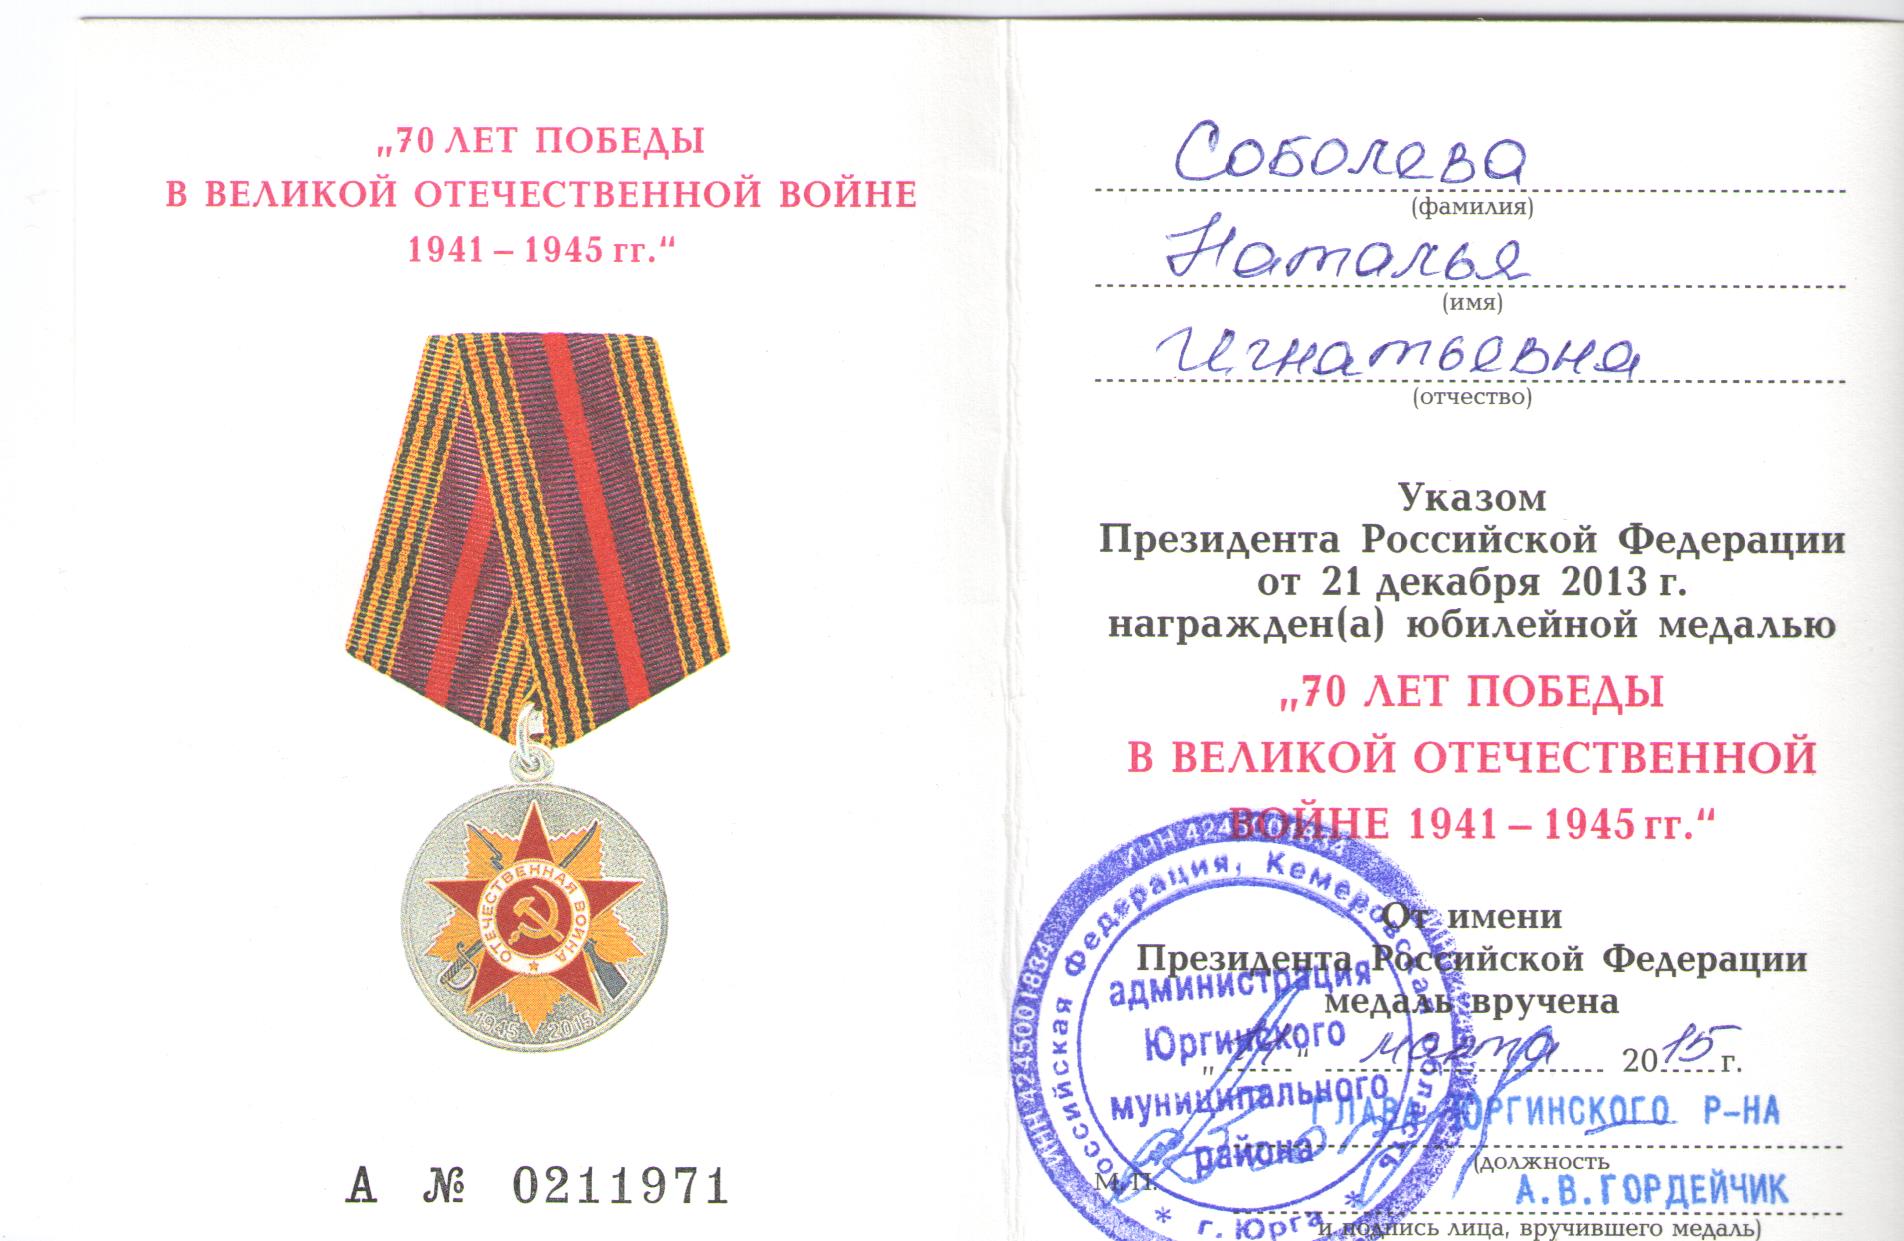 „70 ЛЕТ ПОБЕДЫ
В ВЕЛИКОЙ ОТЕЧЕСТВЕННОЙ ВОЙНЕ
1941 – 1945 гг.“
ОТЕЧЕСТВЕННАЯ ВОЙНА
1945 2015
А № 0211971
Соболева
(фамилия)
Наталья
(имя)
Игнатьевна
(отчество)
Указом
Президента Российской Федерации
от 21 декабря 2013 г.
награжден(а) юбилейной медалью
„70 ЛЕТ ПОБЕДЫ
В ВЕЛИКОЙ ОТЕЧЕСТВЕННОЙ
ВОЙНЕ 1941 – 1945 гг.“
От имени
Президента Российской Федерации
медаль вручена
„ “ марта 2015 г.
ГЛАВА ЮРГИНСКОГО Р-НА
(должность
А.В.ГОРДЕЙЧИК
М. П.
и подпись лица, вручившего медаль)
Российская Федерация, Кемеровская область
ИНН 4245001834
администрация
Юргинского
муниципального
района
* г. Юрга *